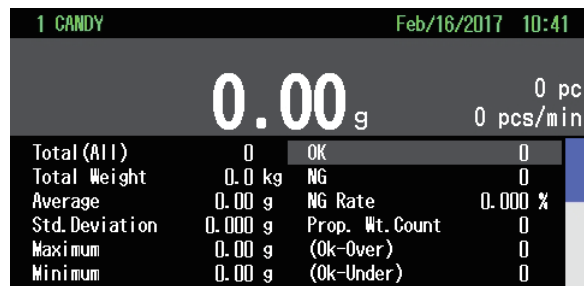 1 CANDY Feb/16/2017 10:41
0.00 g 0 pc
0 pcs/min
Total(All) 0 OK 0
Total Weight 0.0 kg NG 0
Average 0.00 g NG Rate 0.000 %
Std.Deviation 0.000 g Prop. Wt.Count 0
Maximum 0.00 g (Ok-Over) 0
Minimum 0.00 g (Ok-Under) 0